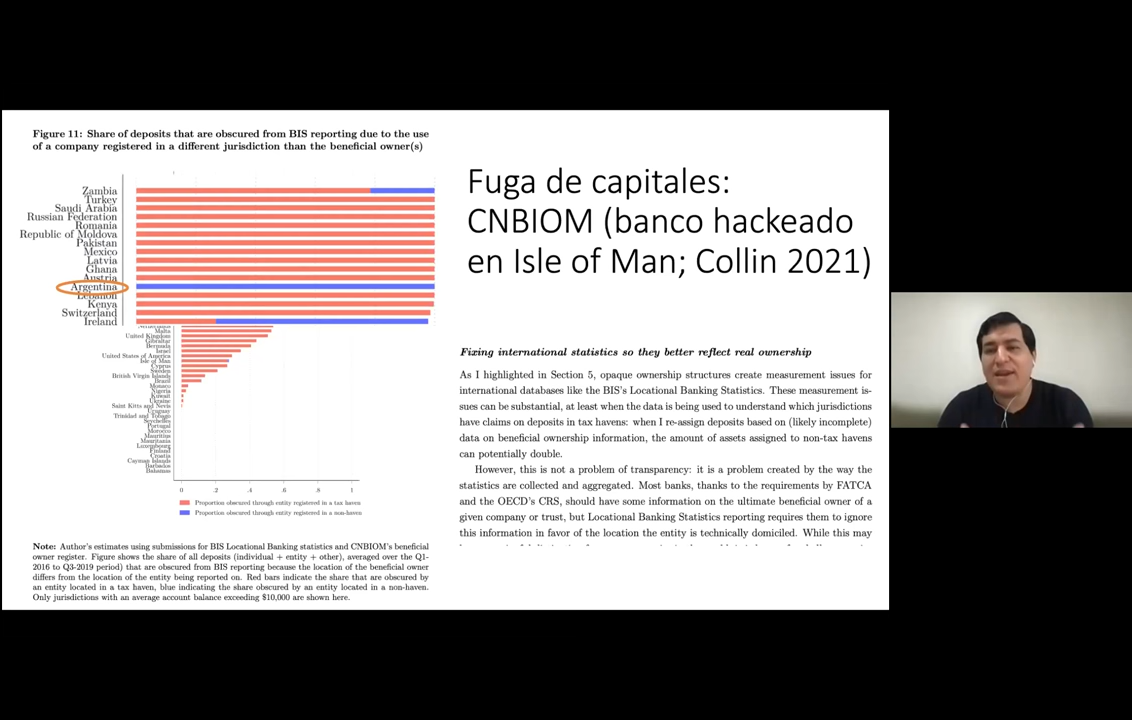 Figure 11: Share of deposits that are obscured from BIS reporting due to the use
of a company registered in a different jurisdiction than the beneficial owner(s)
Zambia
Turkey
Saudi Arabia
Russian Federation
Romania
Republic of Moldova
Pakistan
Mexico
Latvia
Ghana
Austria
Argentina
Lebanon
Kenya
Switzerland
Ireland
Netherlands
Malta
United Kingdom
Gibraltar
Bermuda
Israel
United States of America
Isle of Man
Cyprus
Sweden
British Virgin Islands
Brazil
Monaco
Nigeria
Kuwait
Ukraine
Saint Kitts and Nevis
Uruguay
Trinidad and Tobago
Seychelles
Portugal
Morocco
Mauritius
Mauritania
Luxembourg
Finland
Croatia
Cayman Islands
Barbados
Bahamas
0 .2 .4 .6 .8 1
Proportion obscured through entity registered in a tax haven
Proportion obscured through entity registered in a non-haven
Note: Author's estimates using submissions for BIS Locational Banking statistics and CNBIOM's beneficial
owner register. Figure shows the share of all deposits (individual + entity + other), averaged over the Q1-
2016 to Q3-2019 period) that are obscured from BIS reporting because the location of the beneficial owner
differs from the location of the entity being reported on. Red bars indicate the share that are obscured by
an entity located in a tax haven, blue indicating the share obscured by an entity located in a non-haven.
Only jurisdictions with an average account balance exceeding $10,000 are shown here.
Fuga de capitales:
CNBIOM (banco hackeado
en Isle of Man; Collin 2021)
Fixing international statistics so they better reflect real ownership
As I highlighted in Section 5, opaque ownership structures create measurement issues for
international databases like the BIS's Locational Banking Statistics. These measurement is-
sues can be substantial, at least when the data is being used to understand which jurisdictions
have claims on deposits in tax havens: when I re-assign deposits based on (likely incomplete)
data on beneficial ownership information, the amount of assets assigned to non-tax havens
can potentially double.
However, this is not a problem of transparency: it is a problem created by the way the
statistics are collected and aggregated. Most banks, thanks to the requirements by FATCA
and the OECD's CRS, should have some information on the ultimate beneficial owner of a
given company or trust, but Locational Banking Statistics reporting requires them to ignore
this information in favor of the location the entity is technically domiciled. While this may